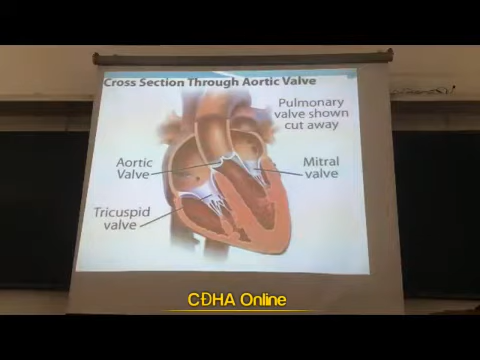 Cross Section Through Aortic Valve
Pulmonary
valve shown
cut away
Aortic
Valve
Mitral
valve
Tricuspid
valve
CĐHA Online